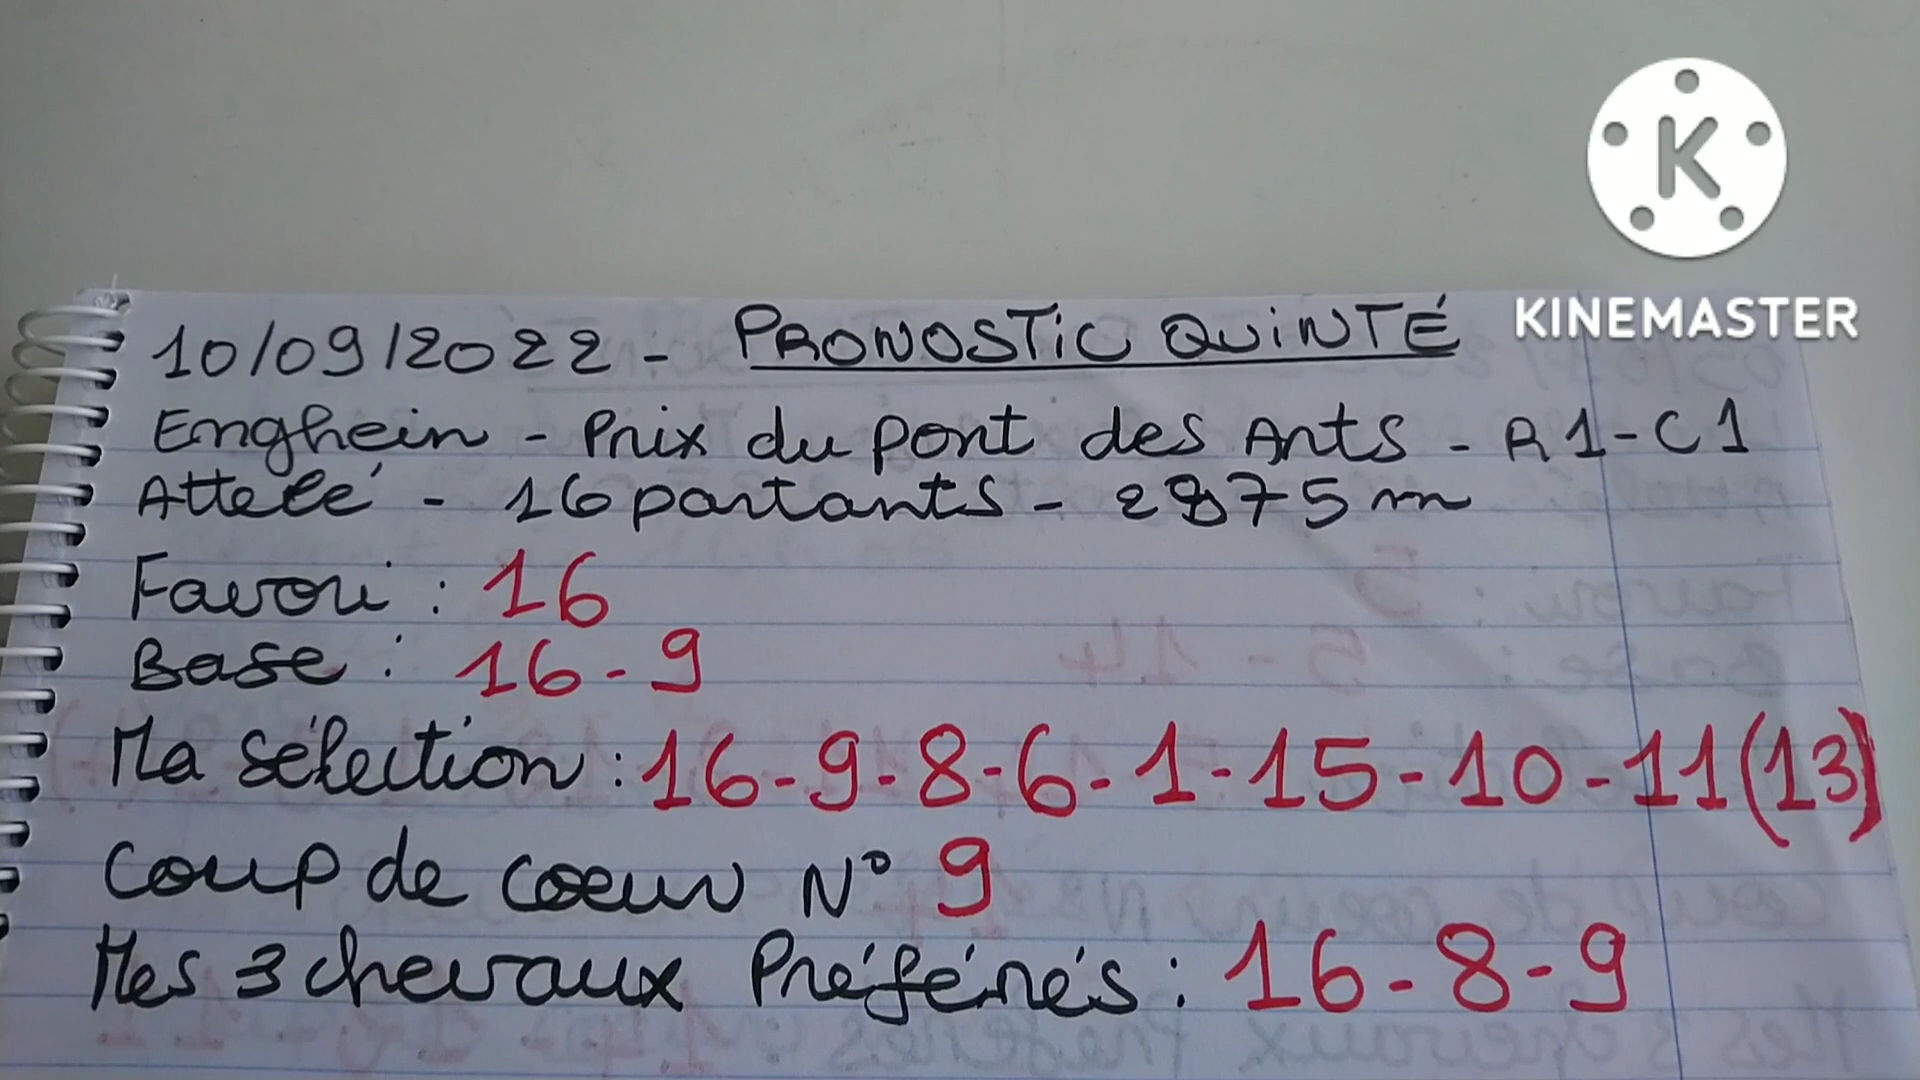 KINEMASTER
10/09/2022 - PRONOSTIC QUINTÉ
Enghein - Prix du pont des Arts - R1-C1
Attelé - 16 partants - 2875 m
Favori : 16
Base : 16-9
Ma sélection : 16-9-8-6-1-15-10-11(13)
Coup de coeur N° 9
Mes 3 chevaux Préférés : 16-8-9